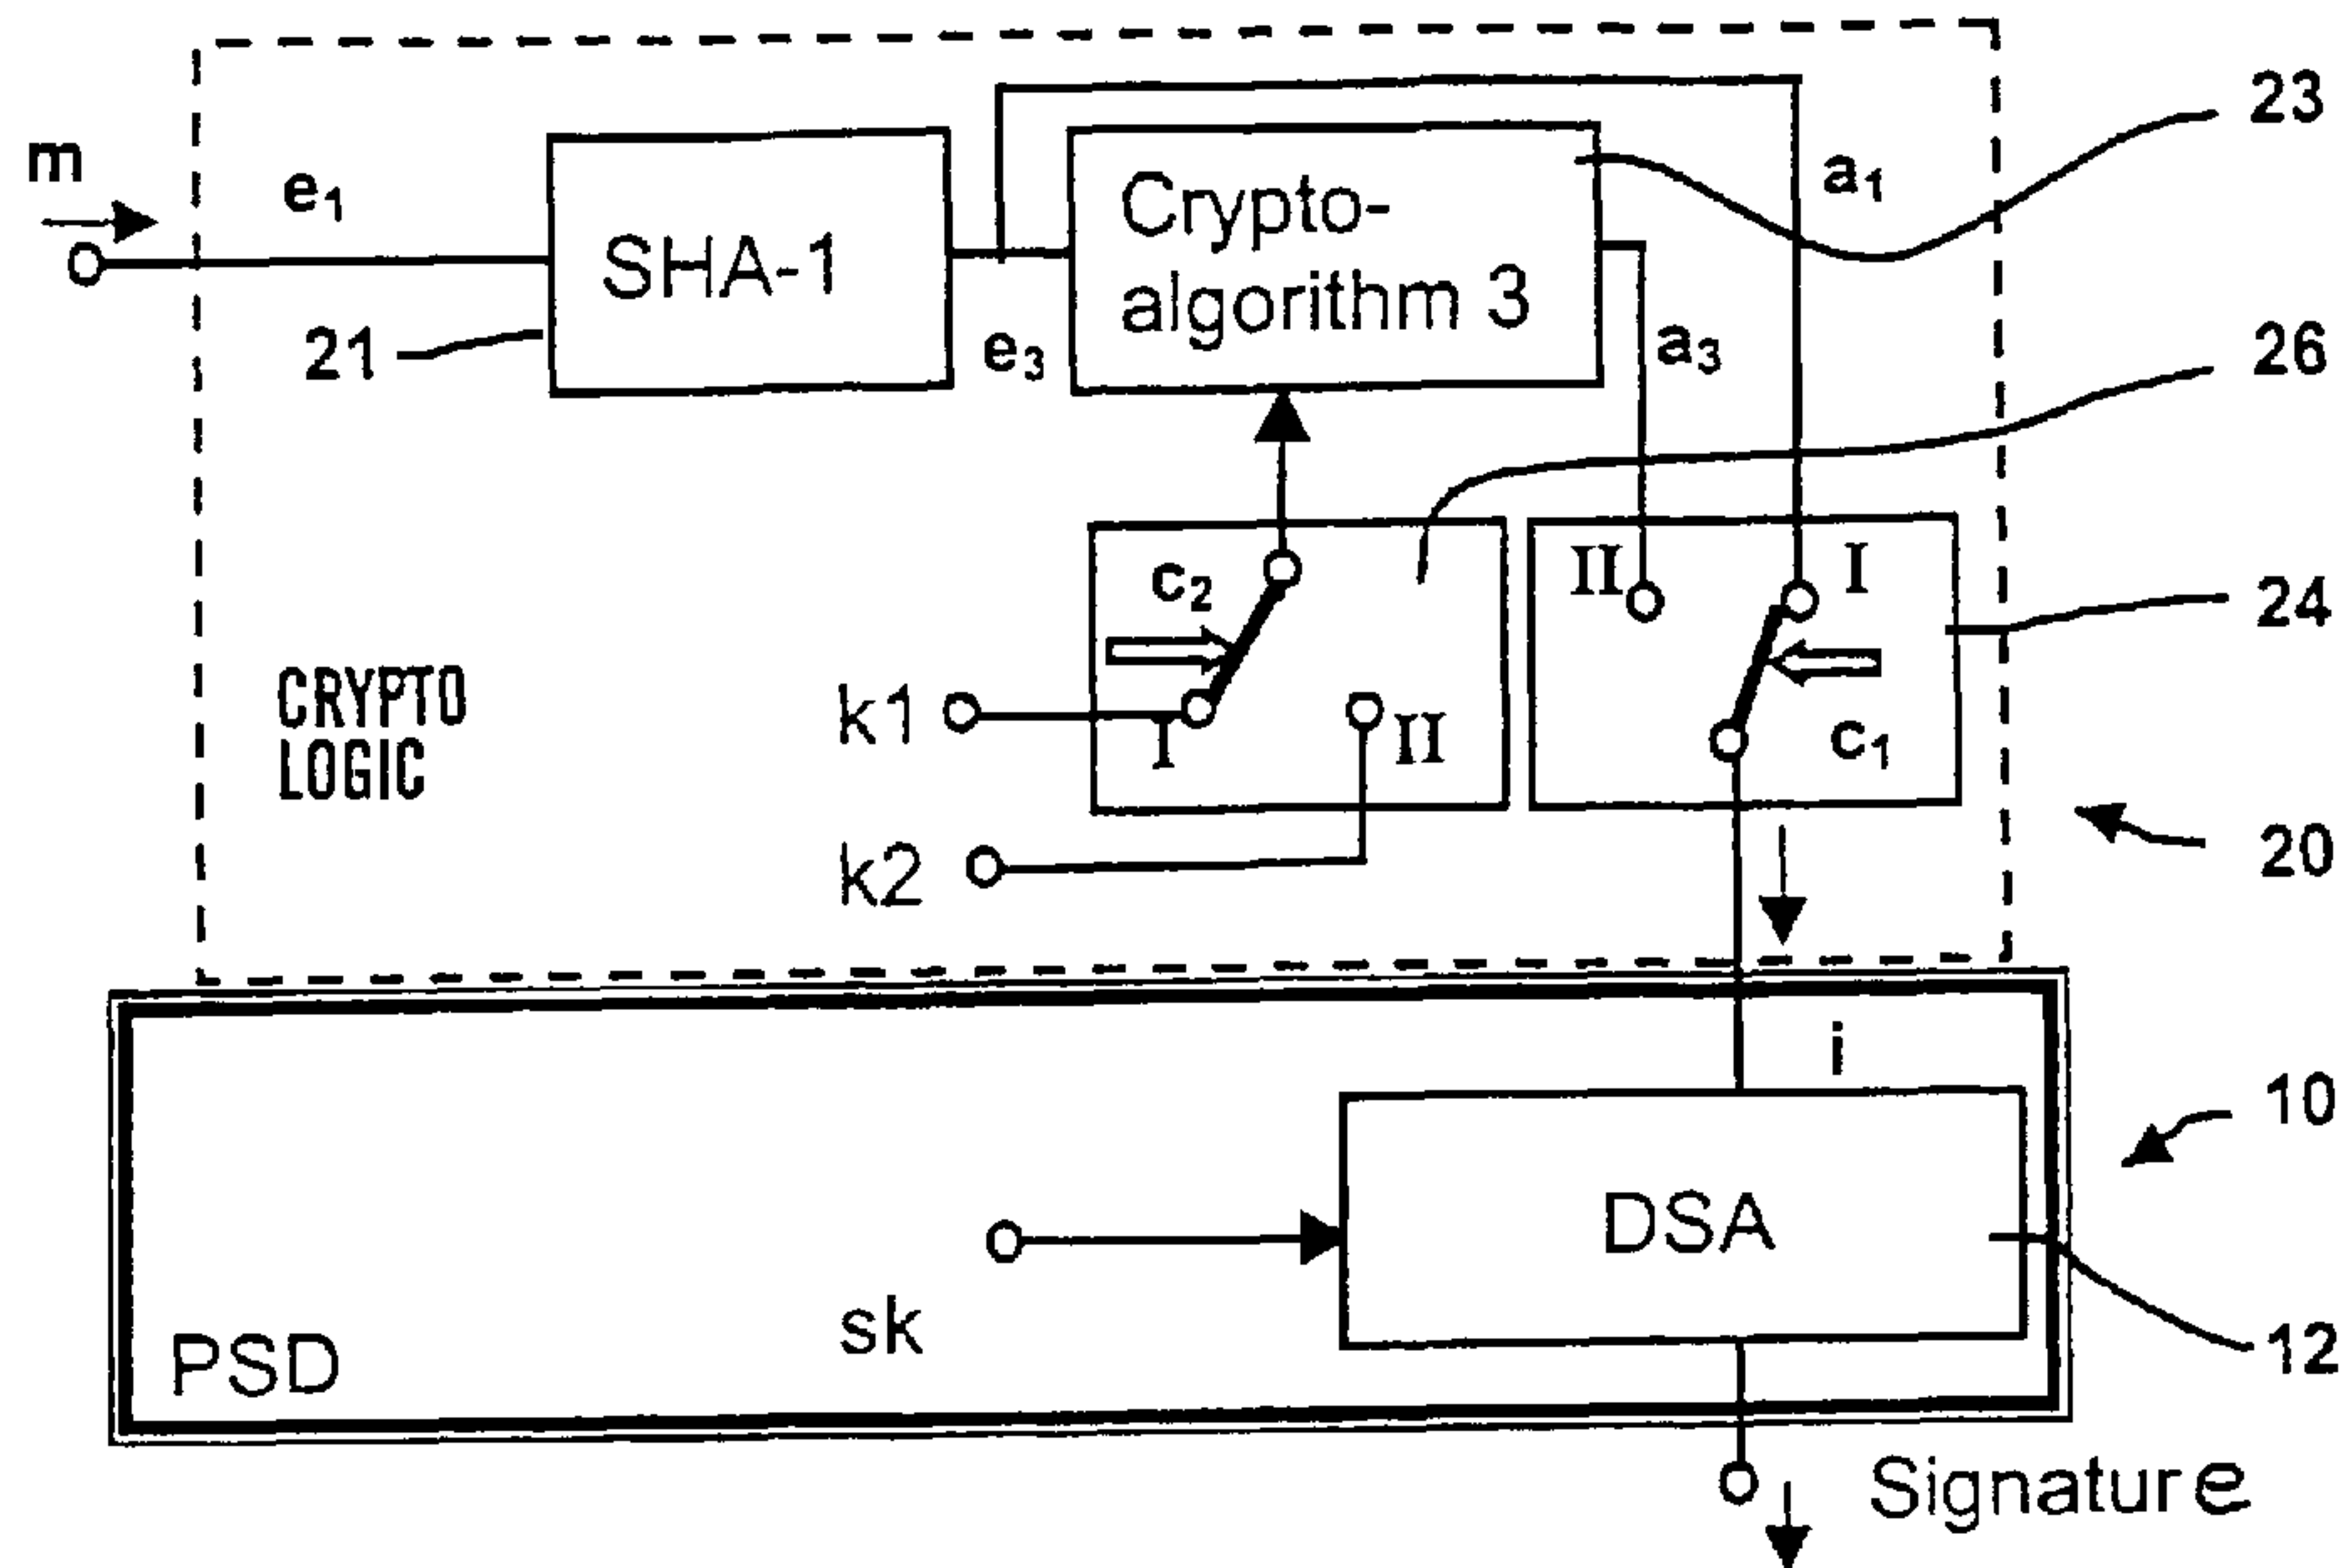 23
m
e₁
a₁
Crypto-
algorithm 3
SHA-1
21
e₃
a₃
26
c₂
II
I
24
CRYPTO
LOGIC
k1
I
II
c₁
k2
20
i
10
DSA
sk
PSD
12
Signature